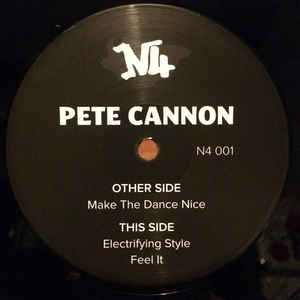 N4
PETE CANNON
N4 001
OTHER SIDE
Make The Dance Nice
THIS SIDE
Electrifying Style
Feel It